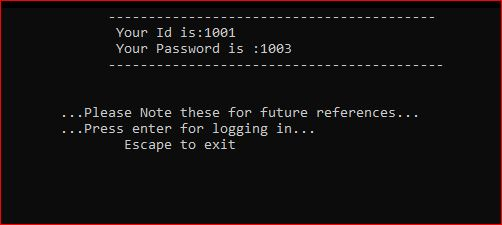 -----------------------------------------
Your Id is:1001
Your Password is :1003
------------------------------------------
...Please Note these for future references...
...Press enter for logging in...
Escape to exit